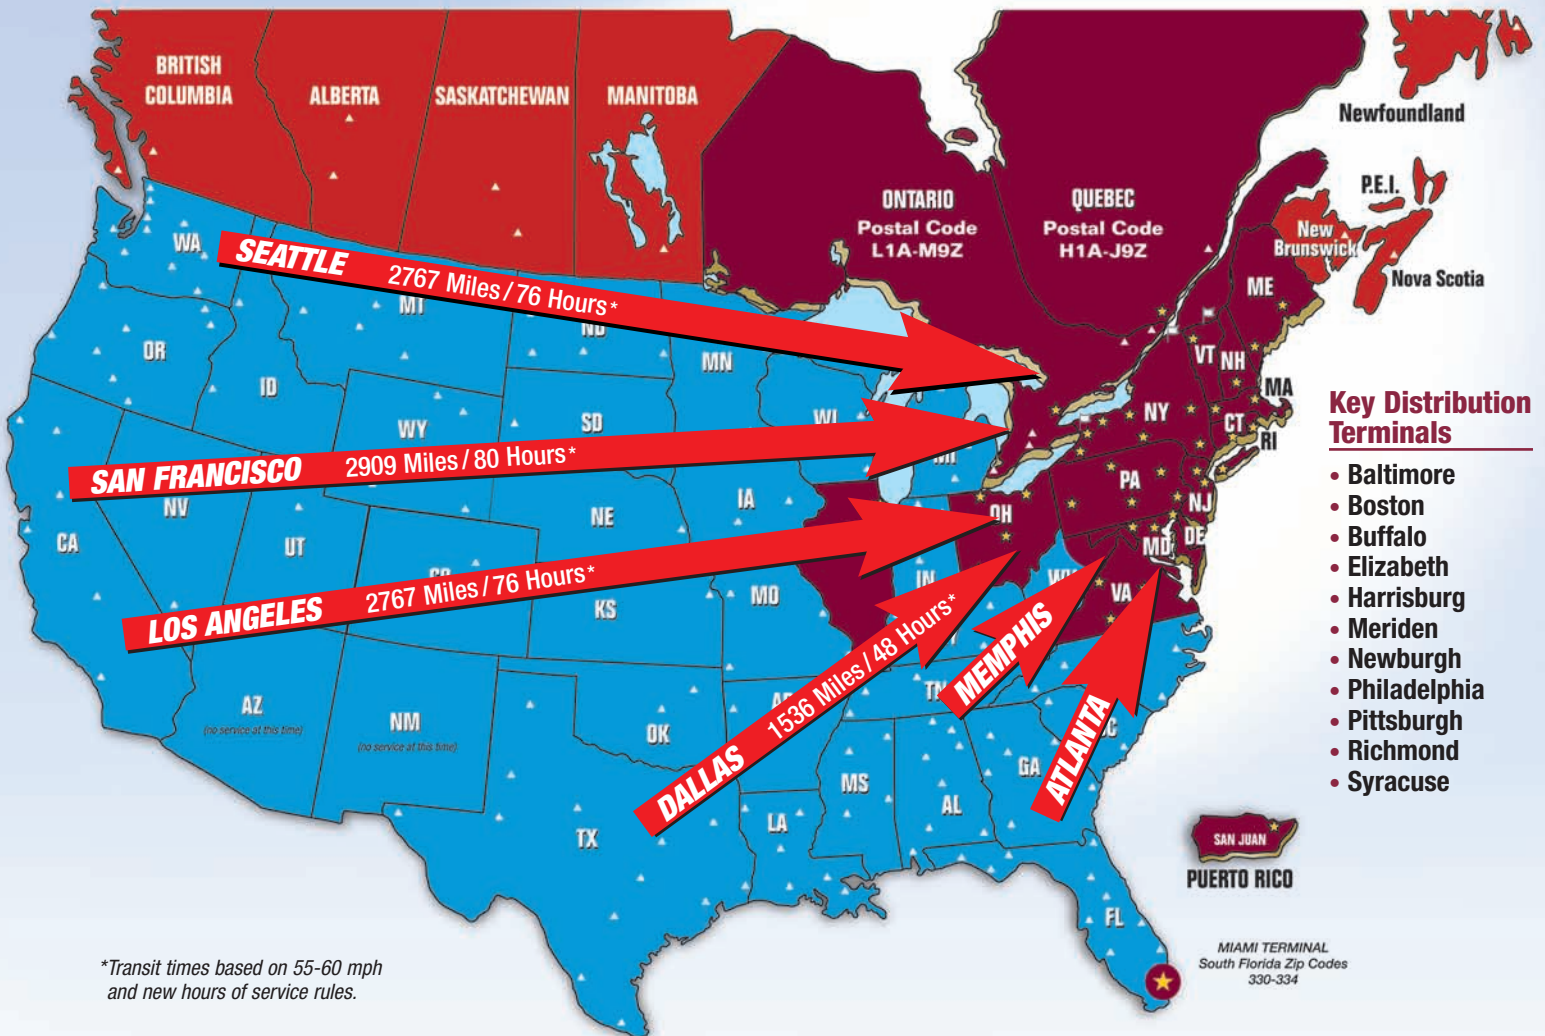 BRITISH
COLUMBIA
ALBERTA
SASKATCHEWAN
MANITOBA
Newfoundland
ONTARIO
Postal Code
L1A-M9Z
QUEBEC
Postal Code
H1A-J9Z
P.E.I.
New
Brunswick
Nova Scotia
WA
SEATTLE 2767 Miles / 76 Hours*
MT
ND
ME
OR
ID
MN
VT
NH
MA
WY
SD
WI
NY
CT
RI
SAN FRANCISCO 2909 Miles / 80 Hours*
MI
PA
NJ
NV
CA
UT
NE
IA
OH
MD
DE
LOS ANGELES 2767 Miles / 76 Hours*
KS
MO
IN
VA
AZ
(no service at this time)
NM
(no service at this time)
OK
TN
DALLAS 1536 Miles / 48 Hours*
MEMPHIS
ATLANTA
TX
LA
MS
AL
GA
FL
SAN JUAN
PUERTO RICO
MIAMI TERMINAL
South Florida Zip Codes
330-334
Key Distribution
Terminals
• Baltimore
• Boston
• Buffalo
• Elizabeth
• Harrisburg
• Meriden
• Newburgh
• Philadelphia
• Pittsburgh
• Richmond
• Syracuse
*Transit times based on 55-60 mph
and new hours of service rules.